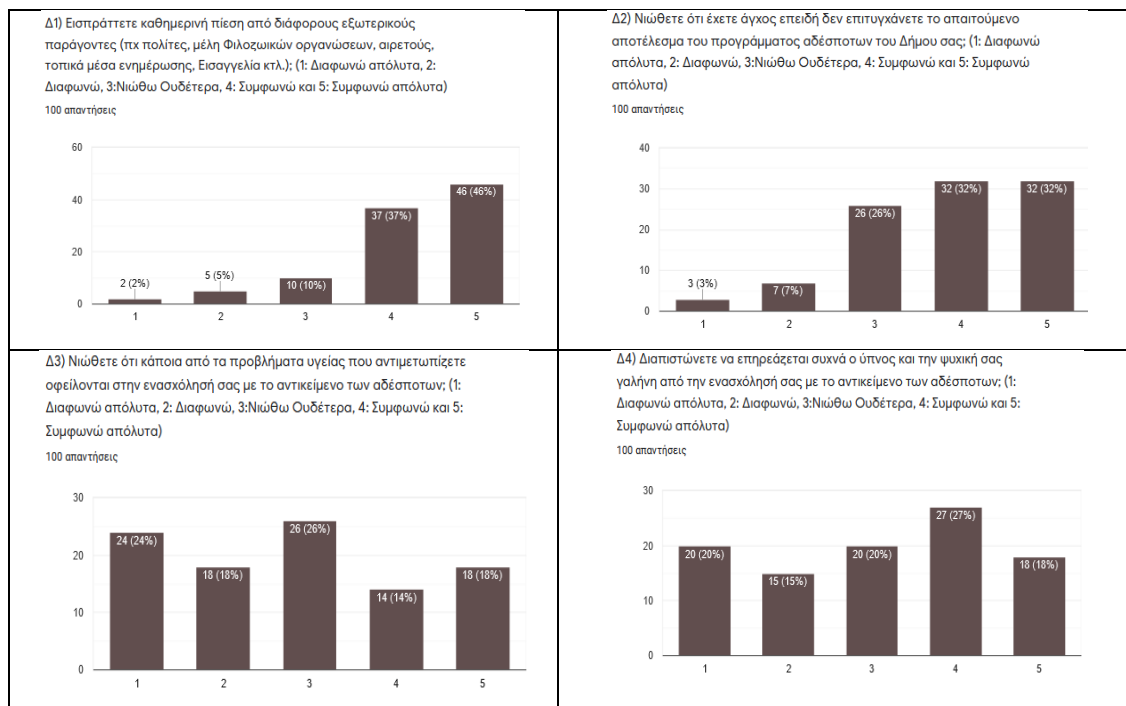 Δ1) Εισπράττετε καθημερινή πίεση από διάφορους εξωτερικούς
παράγοντες (πχ πολίτες, μέλη Φιλοζωικών οργανώσεων, αιρετούς,
τοπικά μέσα ενημέρωσης, Εισαγγελία κτλ.); (1: Διαφωνώ απόλυτα, 2:
Διαφωνώ, 3:Νιώθω Ουδέτερα, 4: Συμφωνώ και 5: Συμφωνώ απόλυτα)
100 απαντήσεις
60
40
20
0
2 (2%)
5 (5%)
10 (10%)
37 (37%)
46 (46%)
1 2 3 4 5
Δ2) Νιώθετε ότι έχετε άγχος επειδή δεν επιτυγχάνετε το απαιτούμενο
αποτέλεσμα του προγράμματος αδέσποτων του Δήμου σας; (1: Διαφωνώ
απόλυτα, 2: Διαφωνώ, 3:Νιώθω Ουδέτερα, 4: Συμφωνώ και 5: Συμφωνώ
απόλυτα)
100 απαντήσεις
40
30
20
10
0
3 (3%)
7 (7%)
26 (26%)
32 (32%)
32 (32%)
1 2 3 4 5
Δ3) Νιώθετε ότι κάποια από τα προβλήματα υγείας που αντιμετωπίζετε
οφείλονται στην ενασχόλησή σας με το αντικείμενο των αδέσποτων; (1:
Διαφωνώ απόλυτα, 2: Διαφωνώ, 3:Νιώθω Ουδέτερα, 4: Συμφωνώ και 5:
Συμφωνώ απόλυτα)
100 απαντήσεις
30
20
10
0
24 (24%)
18 (18%)
26 (26%)
14 (14%)
18 (18%)
1 2 3 4 5
Δ4) Διαπιστώνετε να επηρεάζεται συχνά ο ύπνος και την ψυχική σας
γαλήνη από την ενασχόλησή σας με το αντικείμενο των αδέσποτων; (1:
Διαφωνώ απόλυτα, 2: Διαφωνώ, 3:Νιώθω Ουδέτερα, 4: Συμφωνώ και 5:
Συμφωνώ απόλυτα)
100 απαντήσεις
30
20
10
0
20 (20%)
15 (15%)
20 (20%)
27 (27%)
18 (18%)
1 2 3 4 5